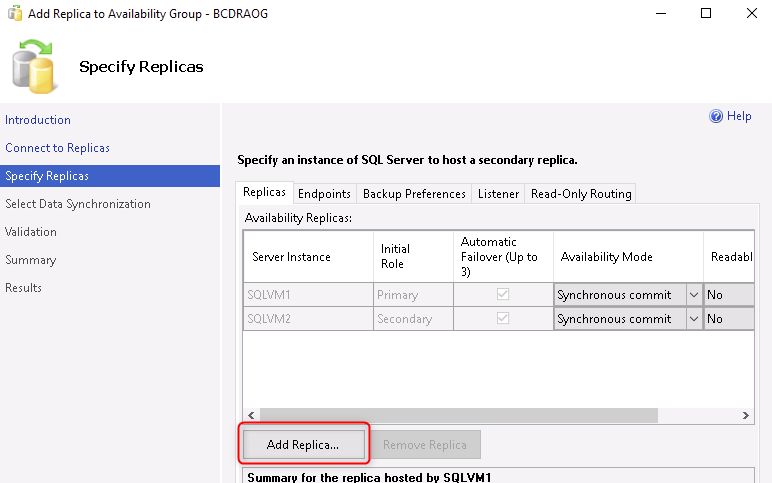 Add Replica to Availability Group - BCDRAOG
Specify Replicas
Introduction
Connect to Replicas
Specify Replicas
Select Data Synchronization
Validation
Summary
Results
Help
Specify an instance of SQL Server to host a secondary replica.
Replicas Endpoints Backup Preferences Listener Read-Only Routing
Availability Replicas:
Server Instance Initial Role Automatic Failover (Up to 3) Availability Mode Readabl
SQLVM1 Primary Synchronous commit No
SQLVM2 Secondary Synchronous commit No
Add Replica... Remove Replica
Summary for the replica hosted by SQLVM1